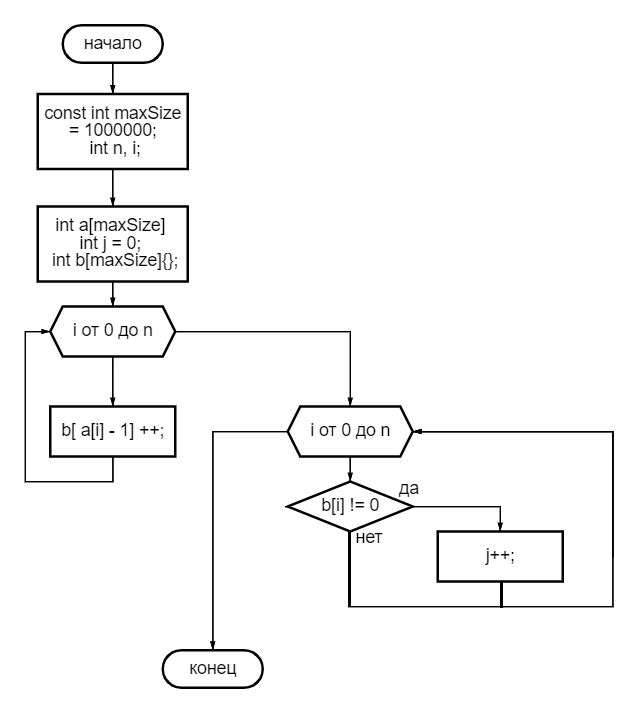 начало
const int maxSize
= 1000000;
int n, i;
int a[maxSize]
int j = 0;
int b[maxSize]{};
i от 0 до n
b[ a[i] - 1] ++;
i от 0 до n
b[i] != 0
да
нет
j++;
конец